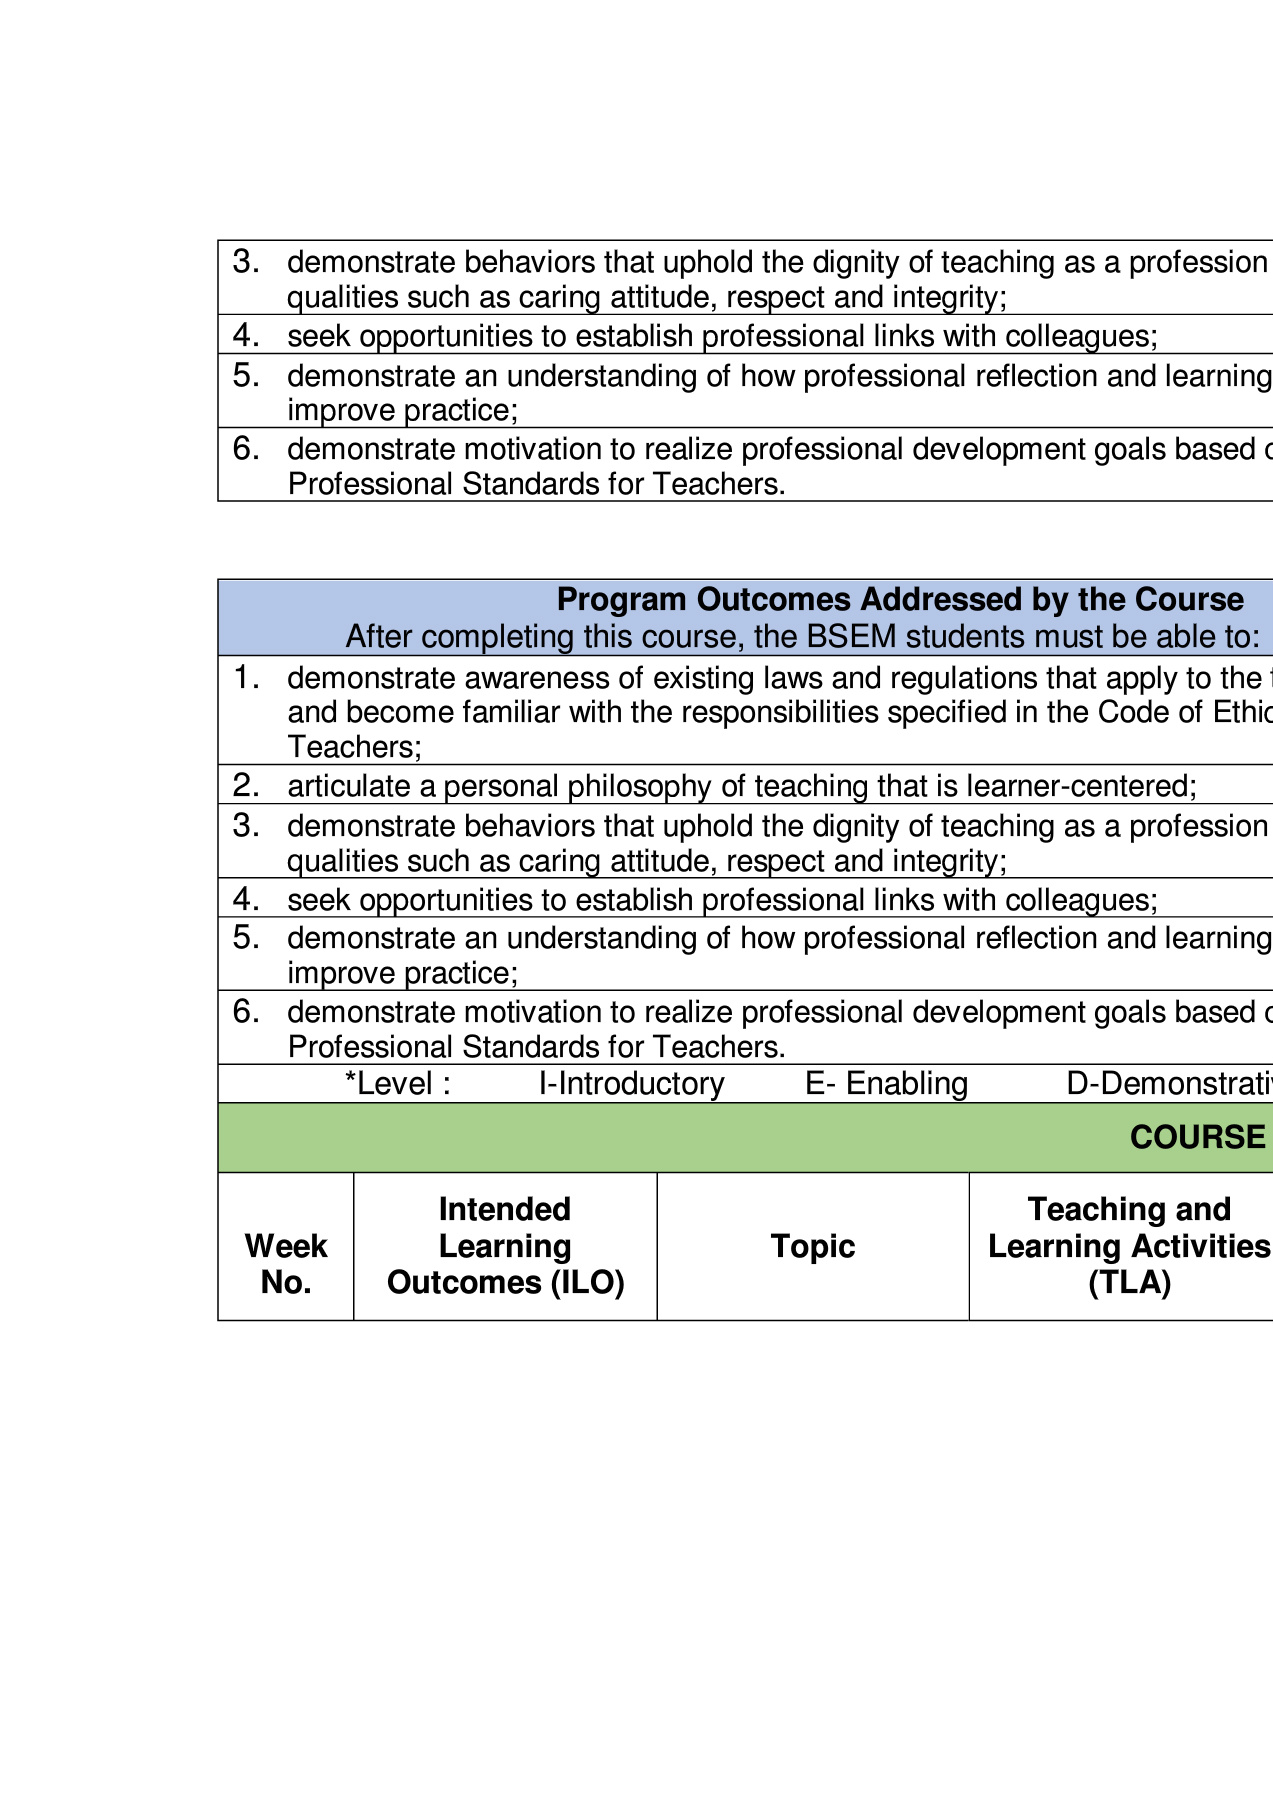 3. demonstrate behaviors that uphold the dignity of teaching as a profession
qualities such as caring attitude, respect and integrity;
4. seek opportunities to establish professional links with colleagues;
5. demonstrate an understanding of how professional reflection and learning
improve practice;
6. demonstrate motivation to realize professional development goals based
Professional Standards for Teachers.
Program Outcomes Addressed by the Course
After completing this course, the BSEM students must be able to:
1. demonstrate awareness of existing laws and regulations that apply to the
and become familiar with the responsibilities specified in the Code of
Teachers;
2. articulate a personal philosophy of teaching that is learner-centered;
3. demonstrate behaviors that uphold the dignity of teaching as a profession
qualities such as caring attitude, respect and integrity;
4. seek opportunities to establish professional links with colleagues;
5. demonstrate an understanding of how professional reflection and learning
improve practice;
6. demonstrate motivation to realize professional development goals based
Professional Standards for Teachers.
*Level : I-Introductory E- Enabling
COURSE
Week
No.
Intended
Learning
Outcomes (ILO)
Topic
Teaching and
Learning Activities
(TLA)